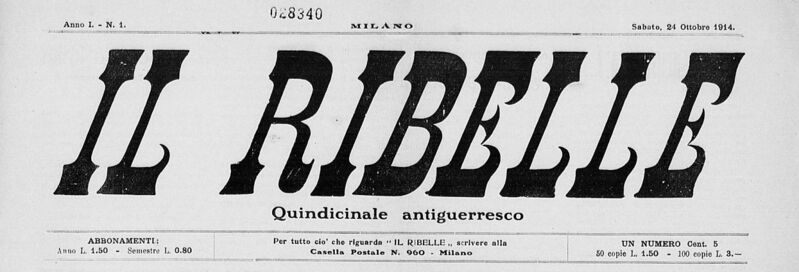 028340
Anno I. - N. 1. MILANO Sabato, 24 Ottobre 1914.
IL RIBELLE
Quindicinale antiguerresco
ABBONAMENTI;
Anno L. 1.50 - Semestre L. 0.80
Per tutto cio' che riguarda "IL RIBELLE„ scrivere alla
Casella Postale N. 960 - Milano
UN NUMERO Cent. 5
50 copie L. 1.50 - 100 copie L. 3.—